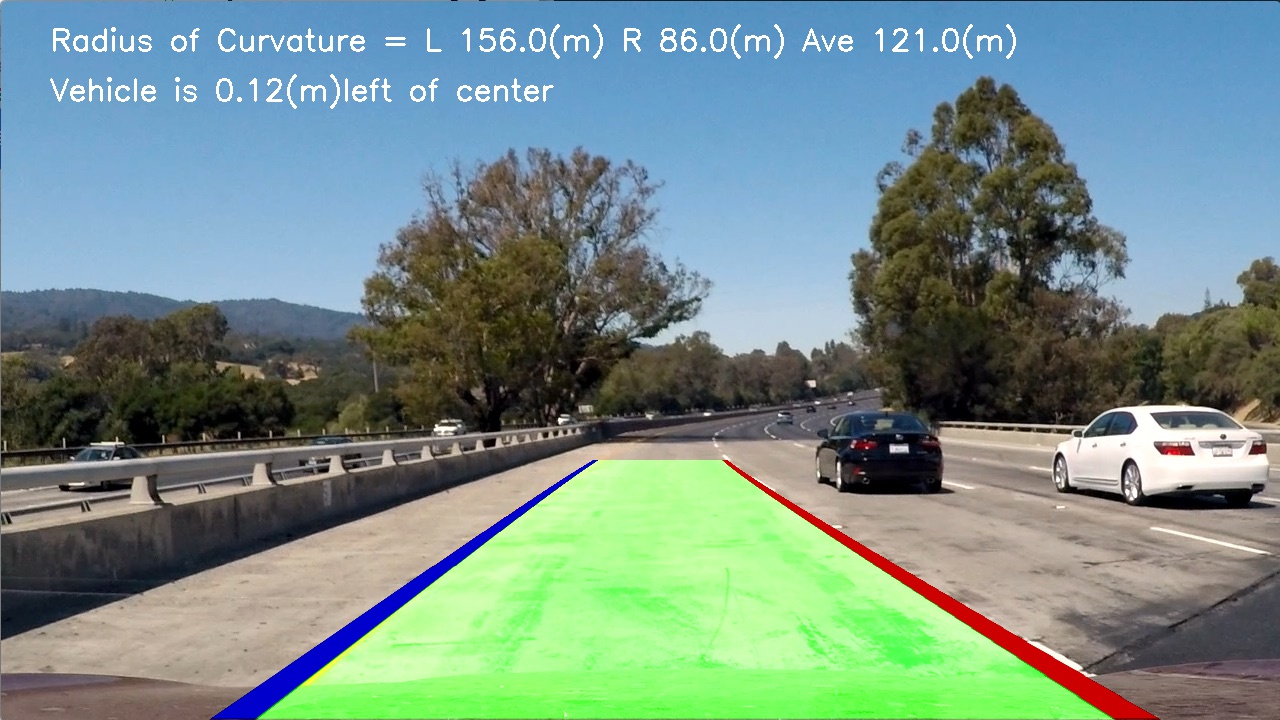 Radius of Curvature = L 156.0(m) R 86.0(m) Ave 121.0(m)
Vehicle is 0.12(m)left of center